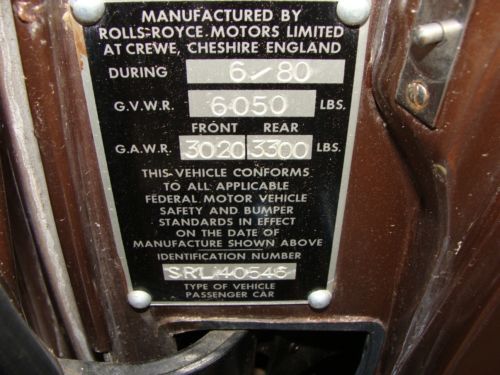 MANUFACTURED BY
ROLLS-ROYCE MOTORS LIMITED
AT CREWE, CHESHIRE ENGLAND
DURING 6/80
G.V.W.R. 6050 LBS.
FRONT REAR
G.A.W.R. 3020 3300 LBS.
THIS VEHICLE CONFORMS
TO ALL APPLICABLE
FEDERAL MOTOR VEHICLE
SAFETY AND BUMPER
STANDARDS IN EFFECT
ON THE DATE OF
MANUFACTURE SHOWN ABOVE
IDENTIFICATION NUMBER
SRL 40545
TYPE OF VEHICLE
PASSENGER CAR